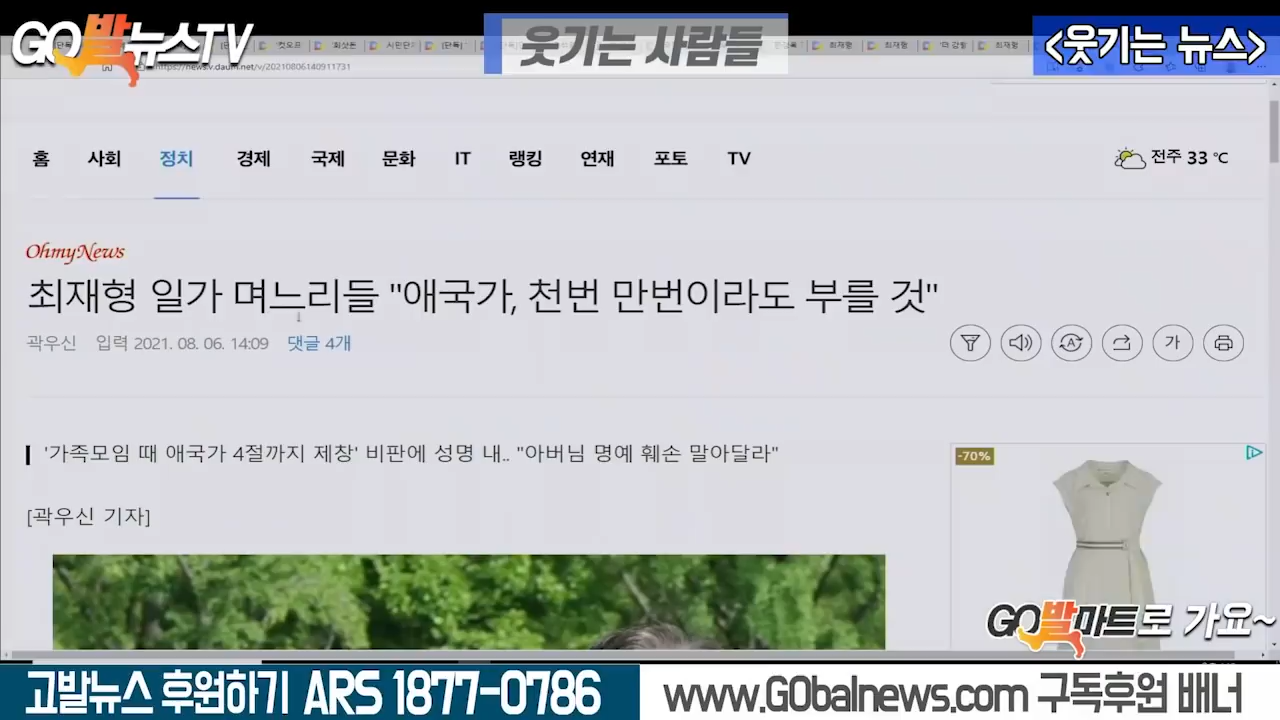 GO발뉴스TV
웃기는 사람들
<웃기는 뉴스>
https://news.v.daum.net/v/20210806140911731
홈 사회 정치 경제 국제 문화 IT 랭킹 연재 포토 TV
전주 33 ℃
OhmyNews
최재형 일가 며느리들 "애국가, 천번 만번이라도 부를 것"
곽우신 입력 2021. 08. 06. 14:09 댓글 4개
가
'가족모임 때 애국가 4절까지 제창' 비판에 성명 내.. "아버님 명예 훼손 말아달라"
-70%
[곽우신 기자]
GO발마트로 가요~
고발뉴스 후원하기 ARS 1877-0786
www.GObalnews.com 구독후원 배너